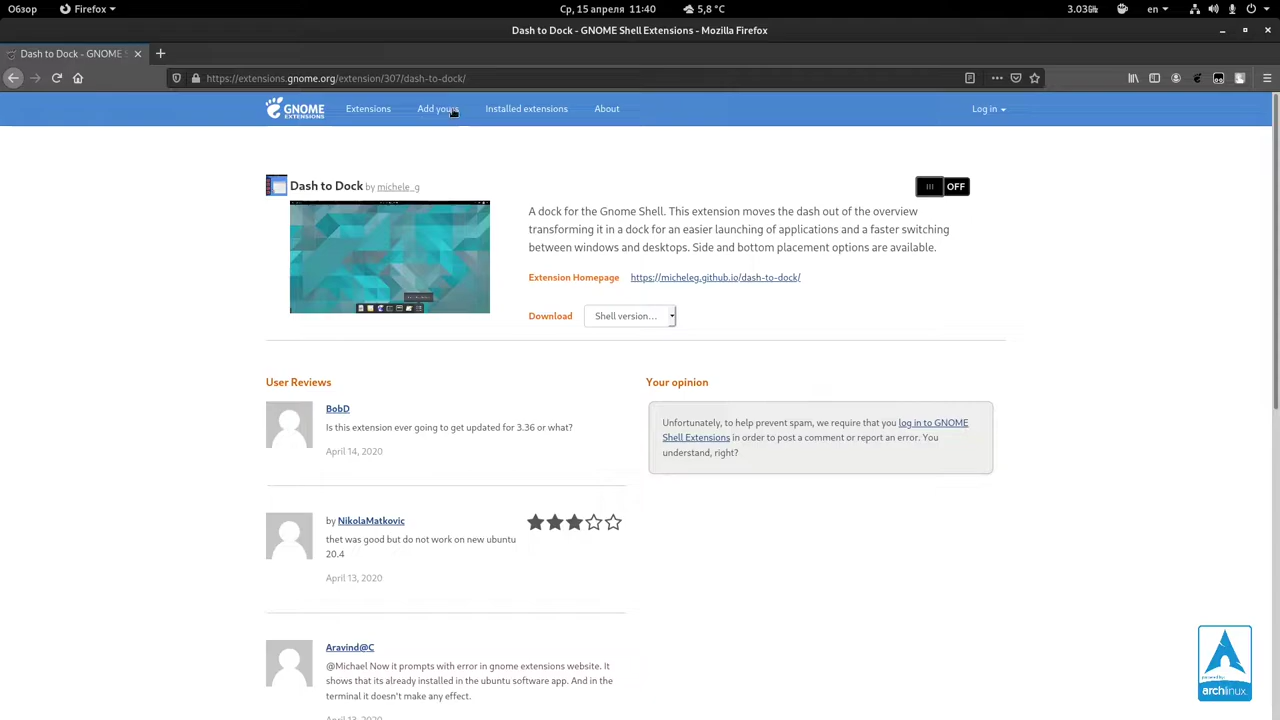 Обзор Firefox Ср, 15 апреля 11:40 5,8 °C 3.03 en
Dash to Dock - GNOME Shell Extensions - Mozilla Firefox
Dash to Dock - GNOME S
https://extensions.gnome.org/extension/307/dash-to-dock/
GNOME EXTENSIONS Extensions Add yours Installed extensions About Log in
Dash to Dock by michele_g OFF
A dock for the Gnome Shell. This extension moves the dash out of the overview
transforming it in a dock for an easier launching of applications and a faster switching
between windows and desktops. Side and bottom placement options are available.
Extension Homepage https://micheleg.github.io/dash-to-dock/
Download Shell version...
User Reviews
BobD
Is this extension ever going to get updated for 3.36 or what?
April 14, 2020
by NikolaMatkovic
thet was good but do not work on new ubuntu
20.4
April 13, 2020
Aravind@C
@Michael Now it prompts with error in gnome extensions website. It
shows that its already installed in the ubuntu software app. And in the
terminal it doesn't make any effect.
April 13, 2020
Your opinion
Unfortunately, to help prevent spam, we require that you log in to GNOME
Shell Extensions in order to post a comment or report an error. You
understand, right?
archlinux